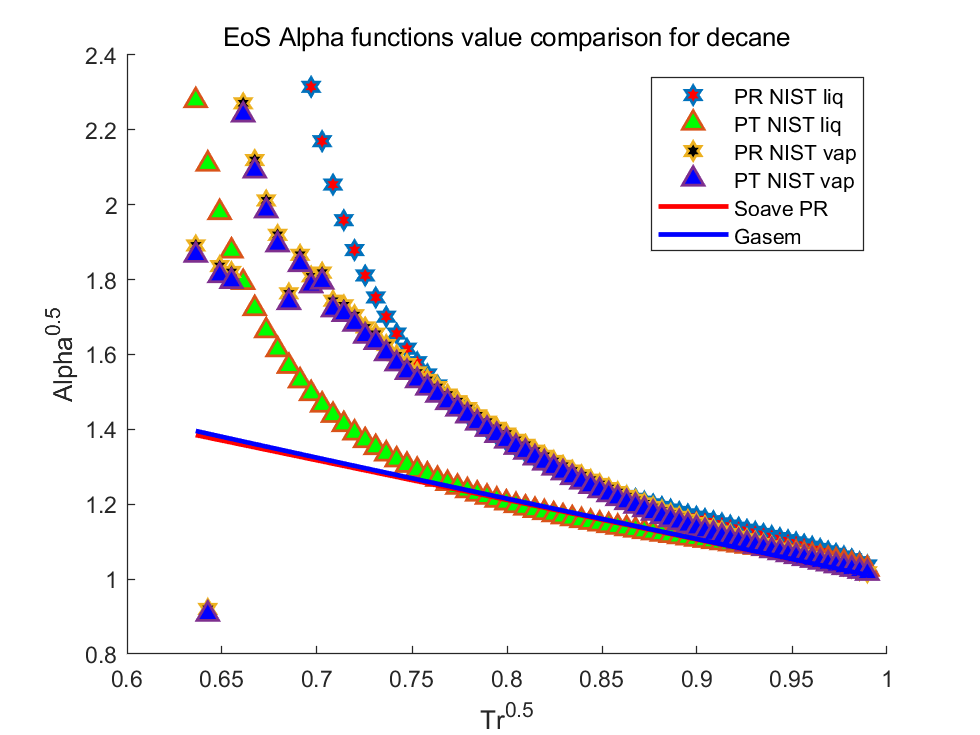 EoS Alpha functions value comparison for decane
2.4
2.2
2
1.8
1.6
1.4
1.2
1
0.8
Alpha^0.5
PR NIST liq
PT NIST liq
PR NIST vap
PT NIST vap
Soave PR
Gasem
0.6 0.65 0.7 0.75 0.8 0.85 0.9 0.95 1
Tr^0.5